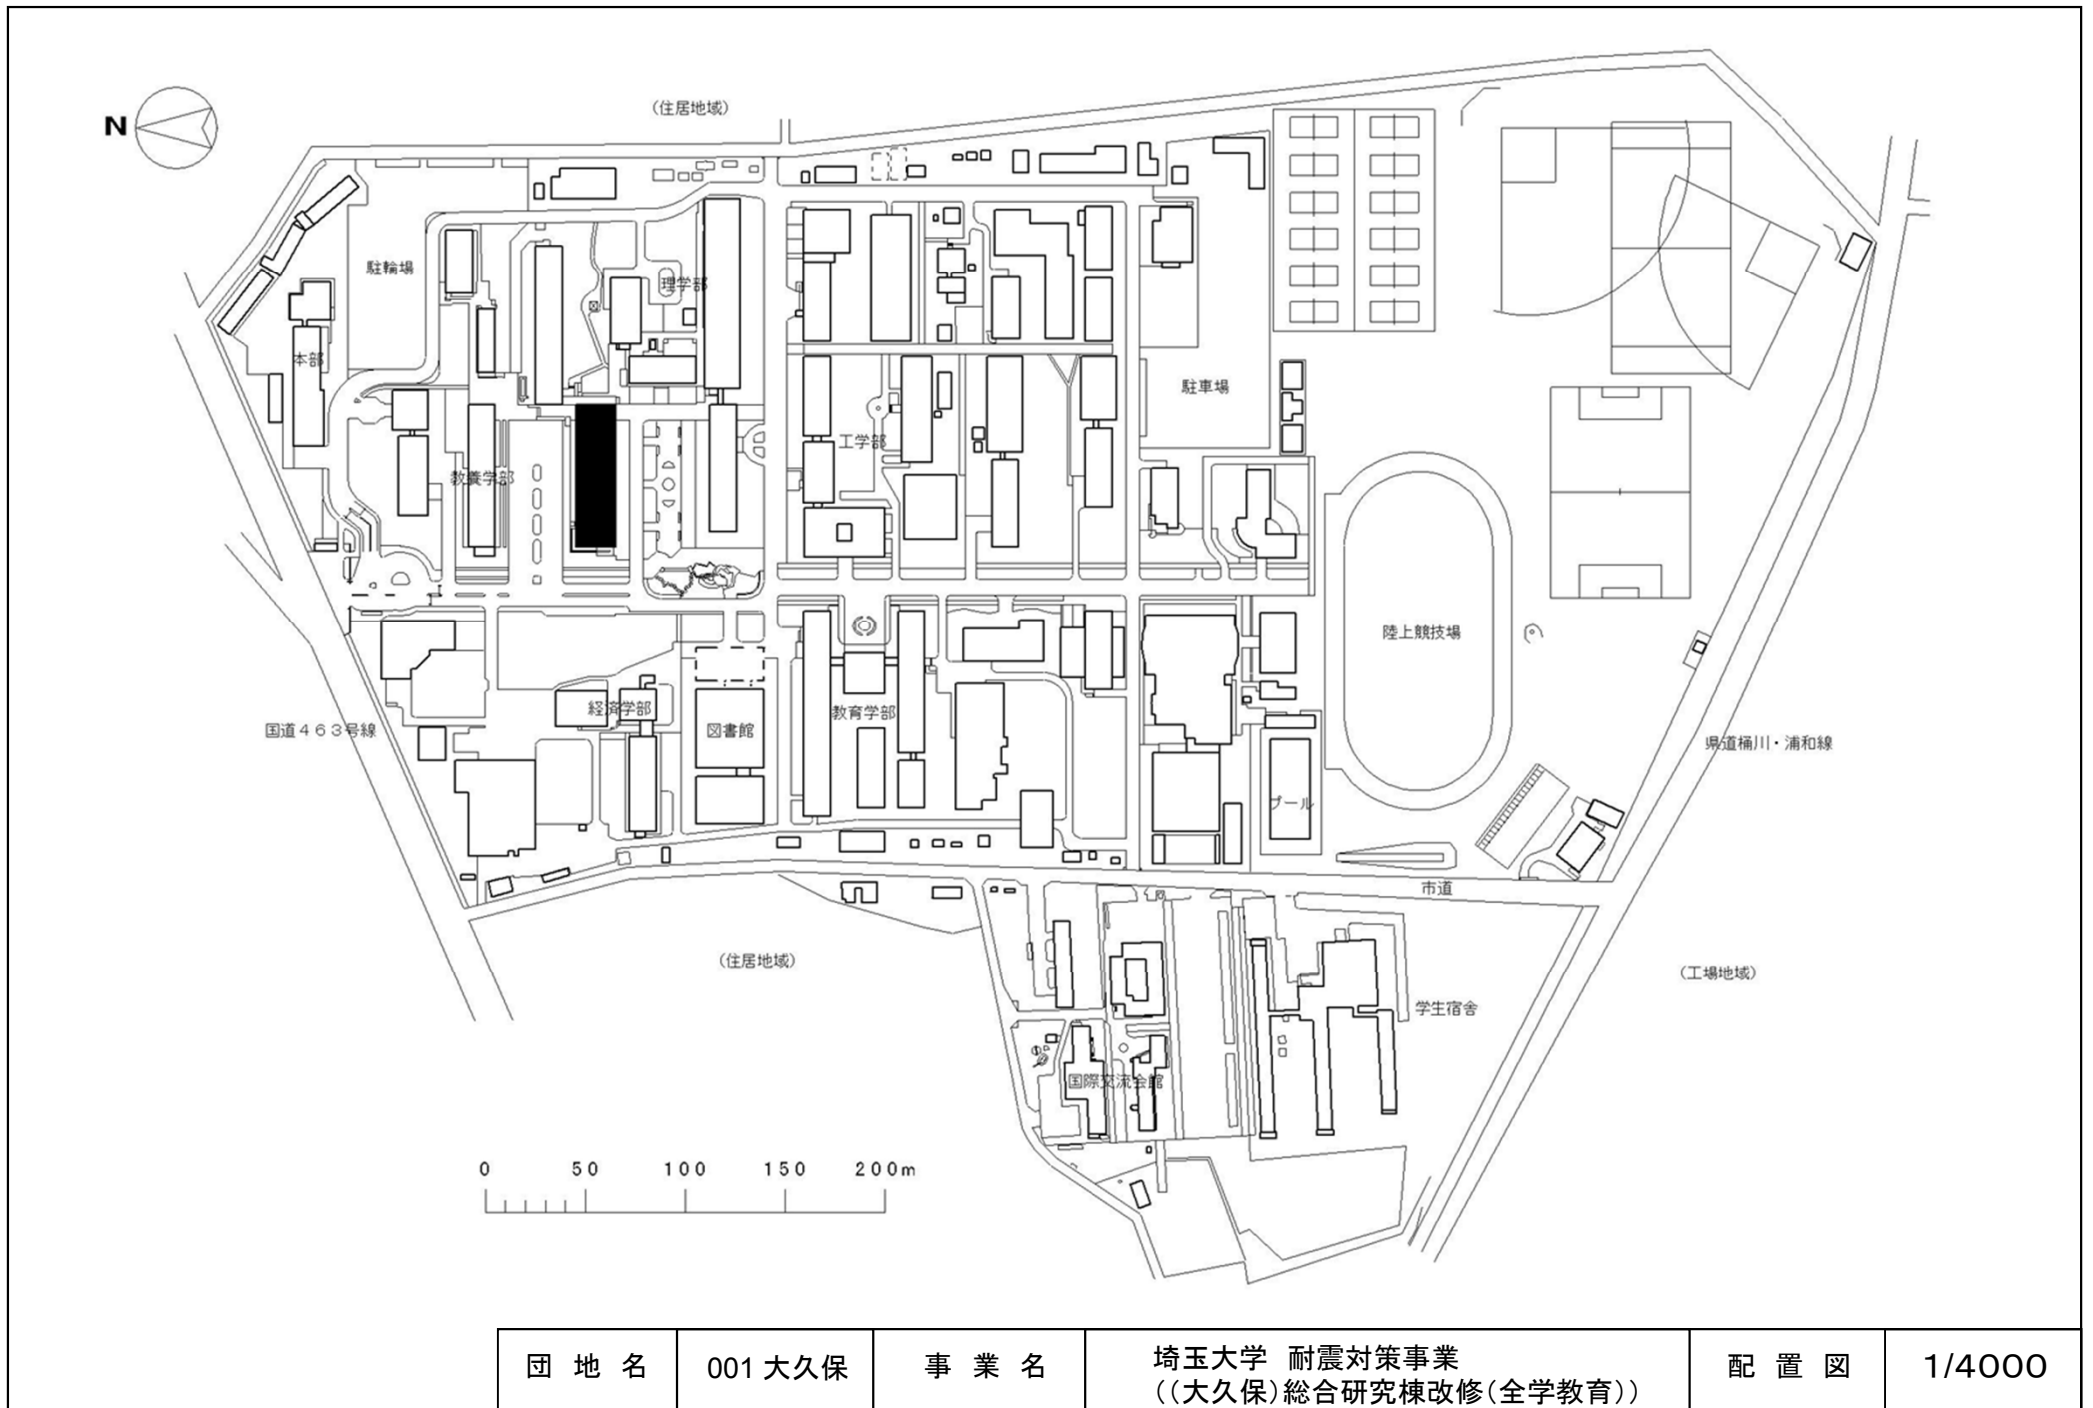 (住居地域)
N
駐輪場
理学部
本部
駐車場
工学部
教養学部
陸上競技場
経済学部
教育学部
図書館
国道463号線
県道桶川・浦和線
プール
市道
(住居地域)
(工場地域)
学生宿舎
国際交流会館
0 50 100 150 200m
団地名 001 大久保 事業名 埼玉大学 耐震対策事業 配置図 1/4000
((大久保)総合研究棟改修(全学教育))